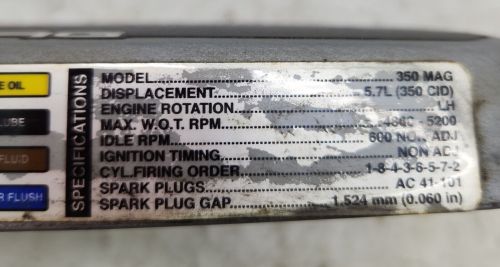 E OIL
LUBE
FLUID
R FLUSH
SPECIFICATIONS
MODEL 350 MAG
DISPLACEMENT 5.7L (350 CID)
ENGINE ROTATION LH
MAX. W.O.T. RPM 4800 - 5200
IDLE RPM 600 NON ADJ
IGNITION TIMING NON ADJ
CYL.FIRING ORDER 1-8-4-3-6-5-7-2
SPARK PLUGS AC 41-101
SPARK PLUG GAP 1.524 mm (0.060 in)